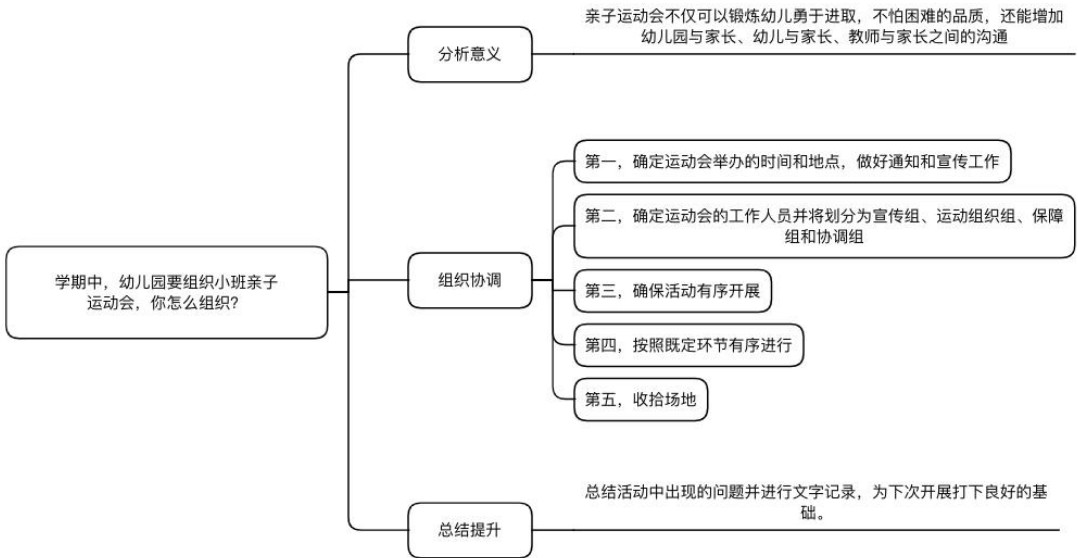 学期中，幼儿园要组织小班亲子
运动会，你怎么组织？
分析意义
亲子运动会不仅可以锻炼幼儿勇于进取，不怕困难的品质，还能增加
幼儿园与家长、幼儿与家长、教师与家长之间的沟通
组织协调
第一，确定运动会举办的时间和地点，做好通知和宣传工作
第二，确定运动会的工作人员并将划分为宣传组、运动组织组、保障
组和协调组
第三，确保活动有序开展
第四，按照既定环节有序进行
第五，收拾场地
总结提升
总结活动中出现的问题并进行文字记录，为下次开展打下良好的基
础。